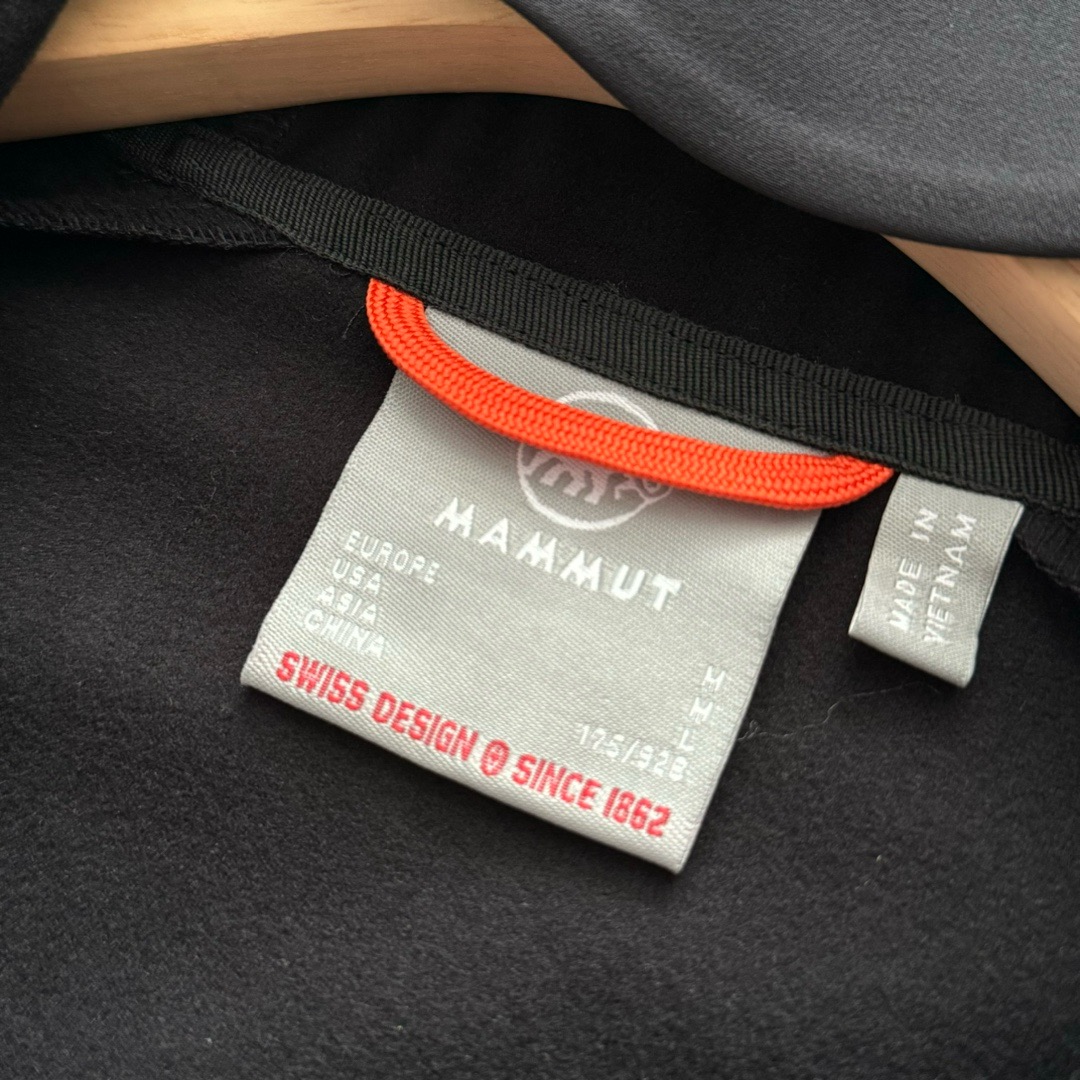 MAMMUT
EUROPE M
USA M
ASIA L
CHINA 175/92B
SWISS DESIGN SINCE 1862
MADE IN
VIETNAM